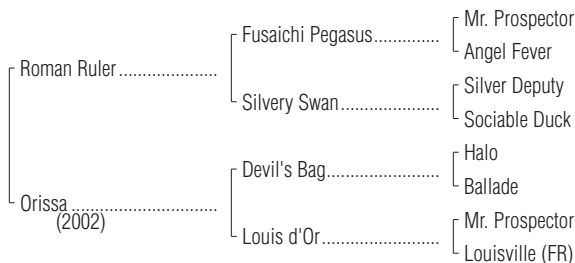 Mr. Prospector
Fusaichi Pegasus...............
Angel Fever
Roman Ruler.....................
Silver Deputy
Silvery Swan.....................
Sociable Duck
Halo
Devil's Bag........................
Ballade
Orissa...............................
(2002)
Mr. Prospector
Louis d'Or.........................
Louisville (FR)